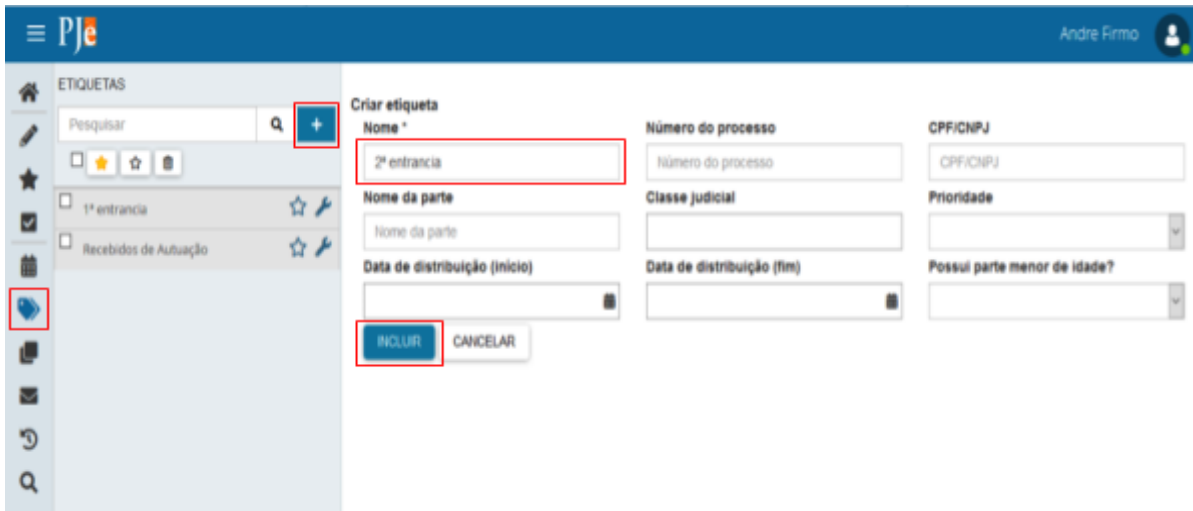 PJe
Andre Firmo
ETIQUETAS
Pesquisar
1ª entrancia
Recebidos de Autuação
Criar etiqueta
Nome *
Número do processo
CPF/CNPJ
2ª entrancia
Número do processo
CPF/CNPJ
Nome da parte
Classe judicial
Prioridade
Nome da parte
Data de distribuição (início)
Data de distribuição (fim)
Possui parte menor de idade?
INCLUIR
CANCELAR